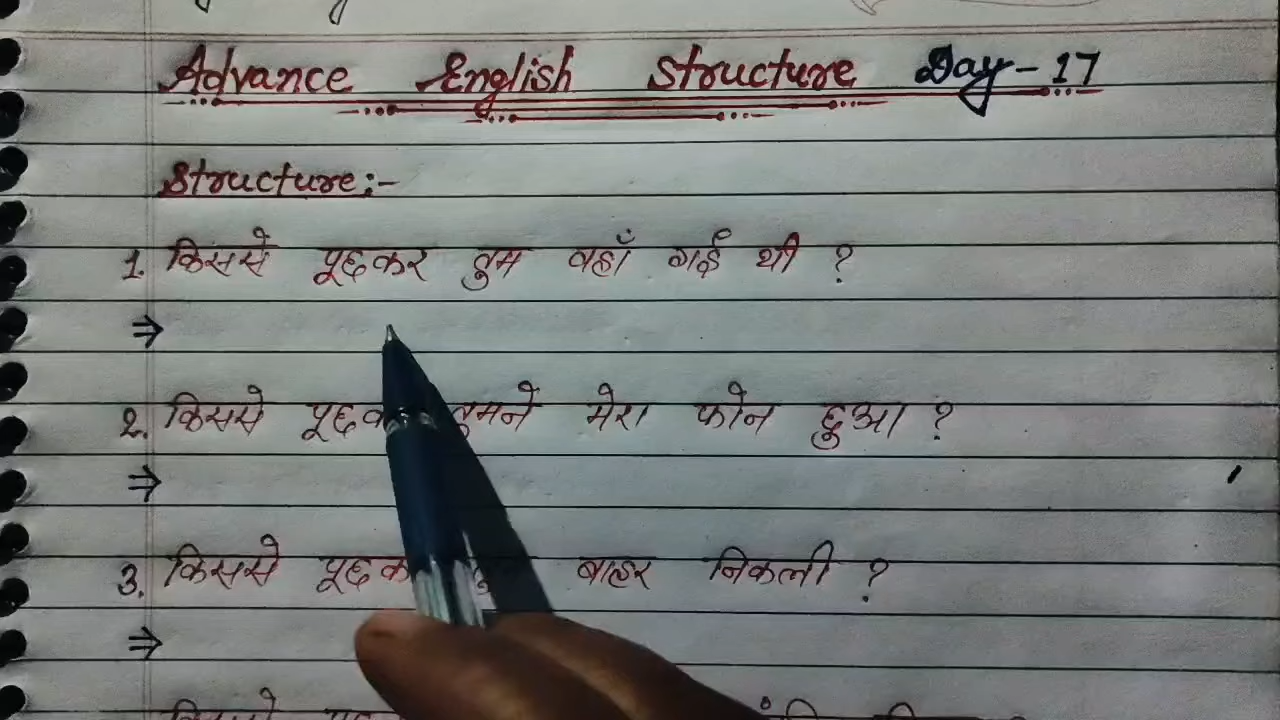 Advance English Structure Day-17
Structure:-
1. किससे पूछकर तुम वहाँ गई थी ?
⇒
2. किससे तुमने मेरा फोन छुआ ?
⇒
3. किससे बाहर निकली ?
⇒